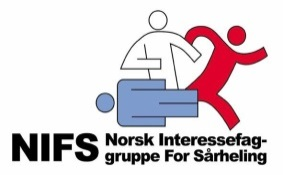 NIFS Norsk Interessefag-
gruppe For Sårheling